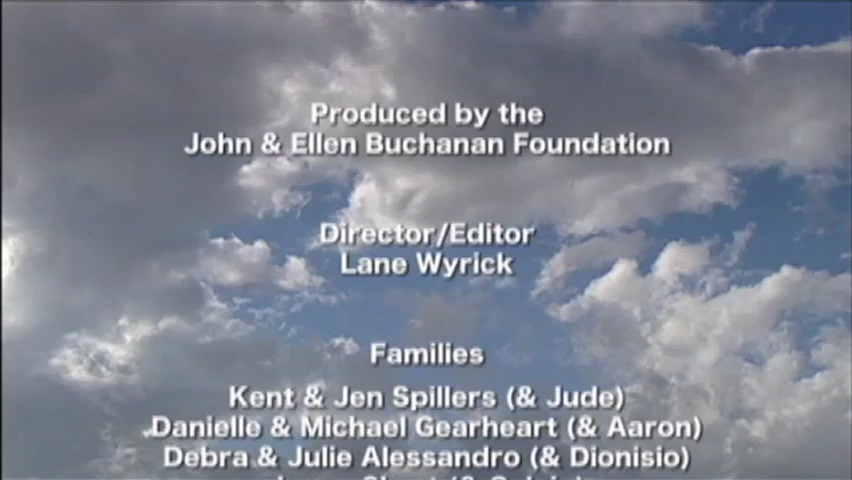 Produced by the
John & Ellen Buchanan Foundation
Director/Editor
Lane Wyrick
Families
Kent & Jen Spillers (& Jude)
Danielle & Michael Gearheart (& Aaron)
Debra & Julie Alessandro (& Dionisio)